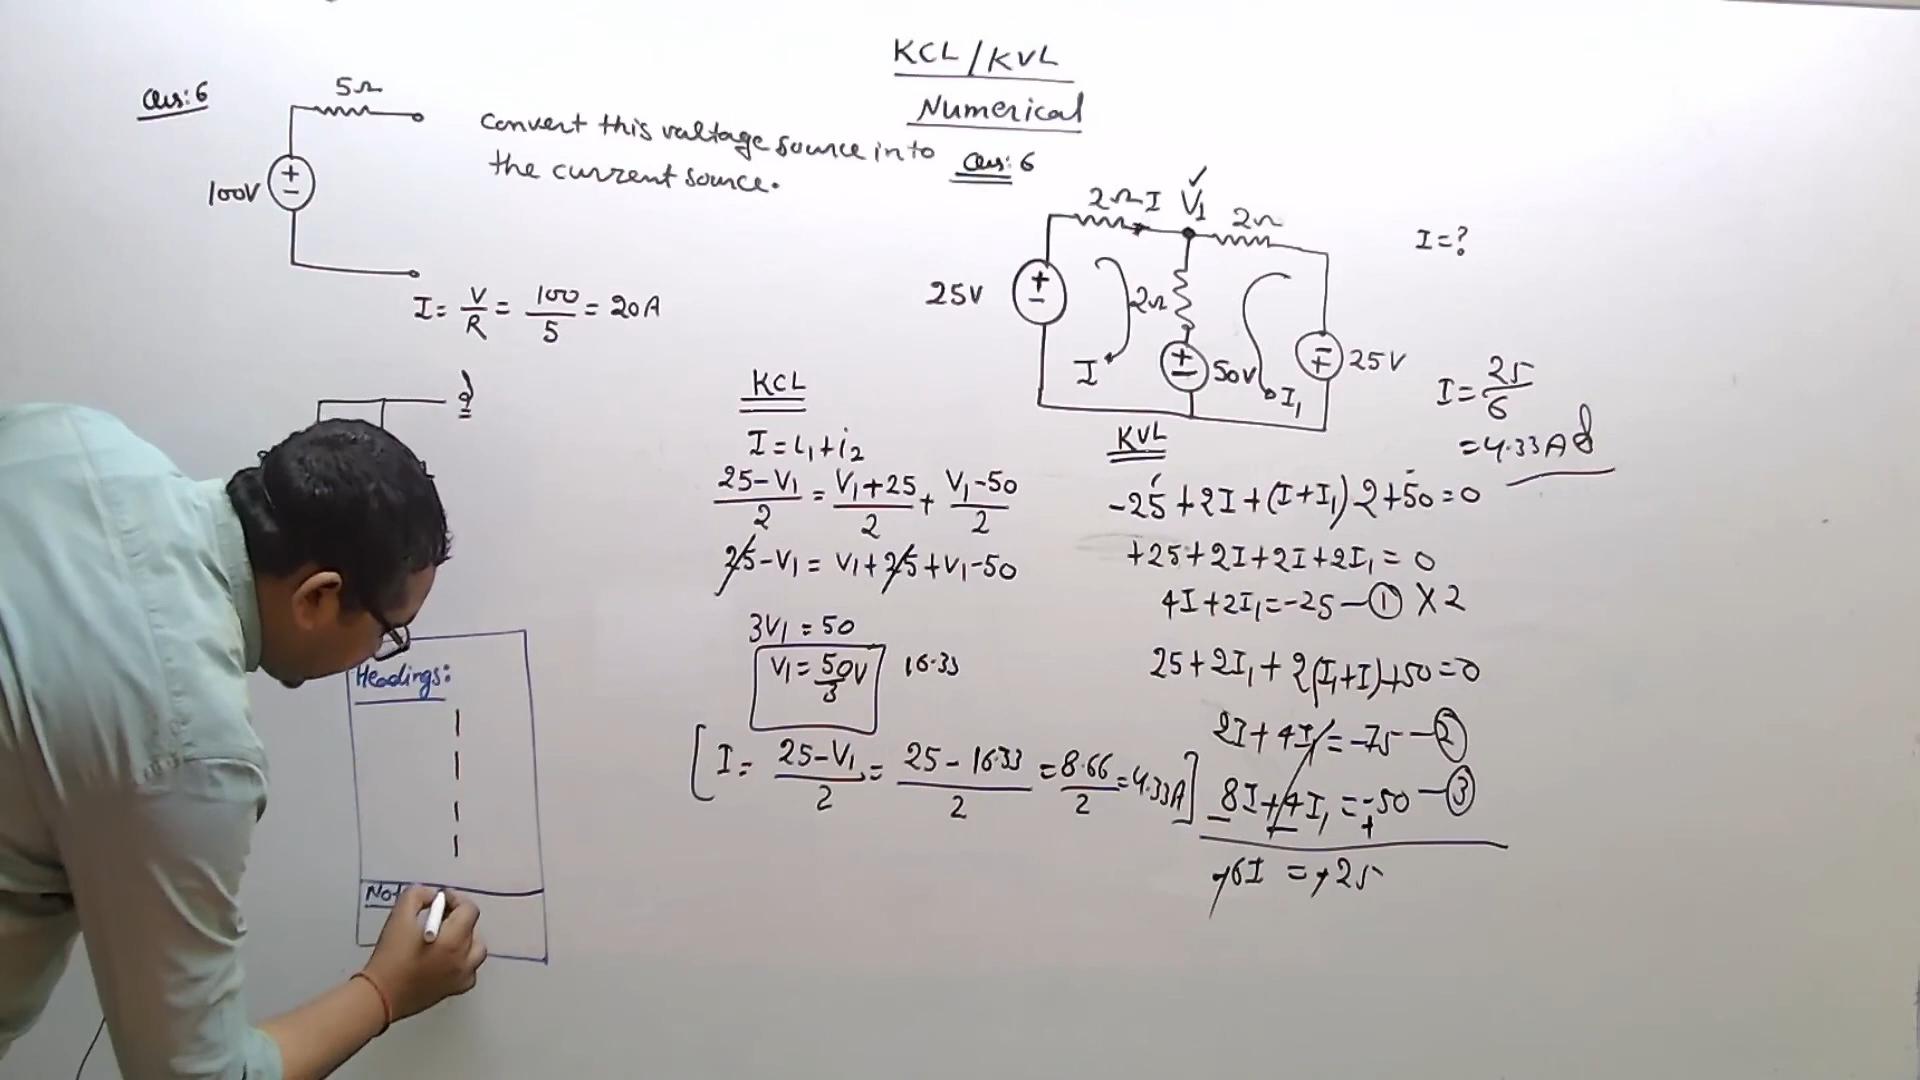 KCL/KVL
Numerical
Ques: 6
5Ω
100V
+
-
convert this valtage source into
the current source.
I = V/R = 100/5 = 20A
Ques: 6
2Ω I V1 2Ω
I = ?
25V
+
-
2Ω
I
+
-
50V
I1
-
+
25V
I = 25/6
= 4.33A
KCL
I = i1 + i2
25-V1/2 = V1+25/2 + V1-50/2
25-V1 = V1+25+V1-50
3V1 = 50
V1 = 50/3 V 16.33
[I = 25-V1/2 = 25-16.33/2 = 8.66/2 = 4.33A]
KVL
-25+2I+(I+I1)2+50=0
+25+2I+2I+2I1=0
4I+2I1=-25-① X2
25+2I1+2(I1+I)+50=0
2I+4I1=-75-②
8I+4I1=-50-③
- - +
-6I = -25
Headings: